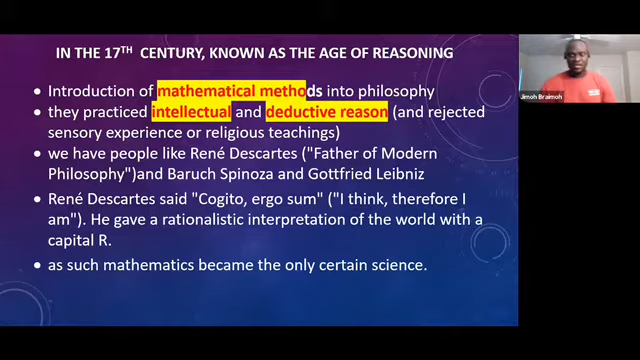 IN THE 17TH CENTURY, KNOWN AS THE AGE OF REASONING
• Introduction of mathematical methods into philosophy
• they practiced intellectual and deductive reason (and rejected
sensory experience or religious teachings)
• we have people like René Descartes ("Father of Modern
Philosophy")and Baruch Spinoza and Gottfried Leibniz
• René Descartes said "Cogito, ergo sum" ("I think, therefore I
am"). He gave a rationalistic interpretation of the world with a
capital R.
• as such mathematics became the only certain science.
Jimoh Braimoh